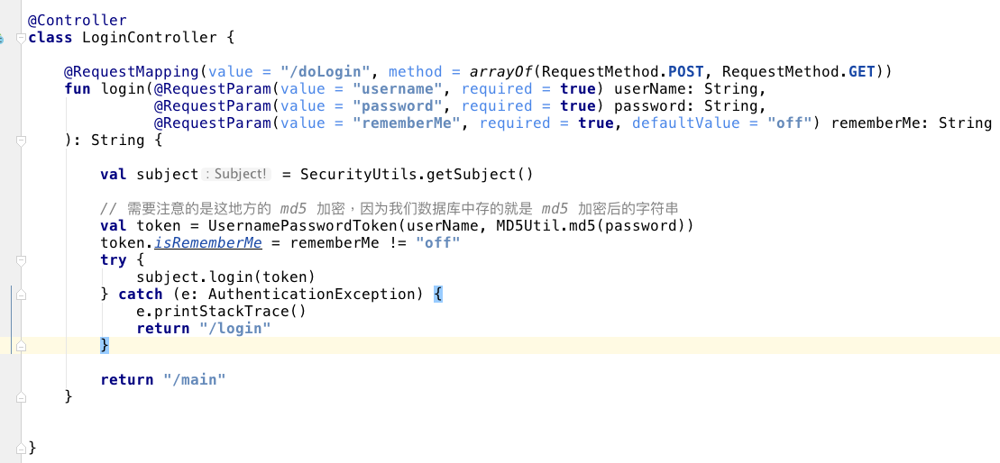 @Controller
class LoginController {
@RequestMapping(value = "/doLogin", method = arrayOf(RequestMethod.POST, RequestMethod.GET))
fun login(@RequestParam(value = "username", required = true) userName: String,
@RequestParam(value = "password", required = true) password: String,
@RequestParam(value = "rememberMe", required = true, defaultValue = "off") rememberMe: String
): String {
val subject : Subject! = SecurityUtils.getSubject()
// 需要注意的是这地方的 md5 加密，因为我们数据库中存的就是 md5 加密后的字符串
val token = UsernamePasswordToken(userName, MD5Util.md5(password))
token.isRememberMe = rememberMe != "off"
try {
subject.login(token)
} catch (e: AuthenticationException) {
e.printStackTrace()
return "/login"
}
return "/main"
}
}